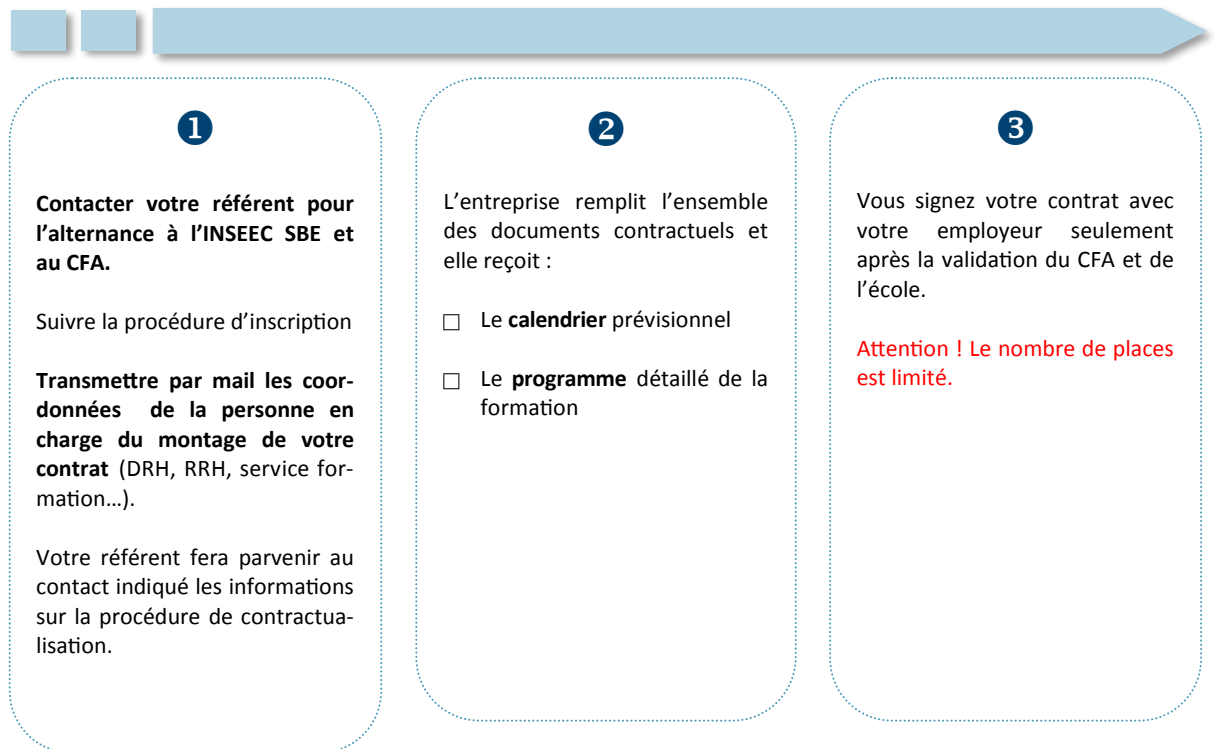 ❶
Contacter votre référent pour
l’alternance à l’INSEEC SBE et
au CFA.
Suivre la procédure d’inscription
Transmettre par mail les coor-
données de la personne en
charge du montage de votre
contrat (DRH, RRH, service for-
mation…).
Votre référent fera parvenir au
contact indiqué les informations
sur la procédure de contractua-
lisation.
❷
L’entreprise remplit l’ensemble
des documents contractuels et
elle reçoit :
□ Le calendrier prévisionnel
□ Le programme détaillé de la
formation
❸
Vous signez votre contrat avec
votre employeur seulement
après la validation du CFA et de
l’école.
Attention ! Le nombre de places
est limité.